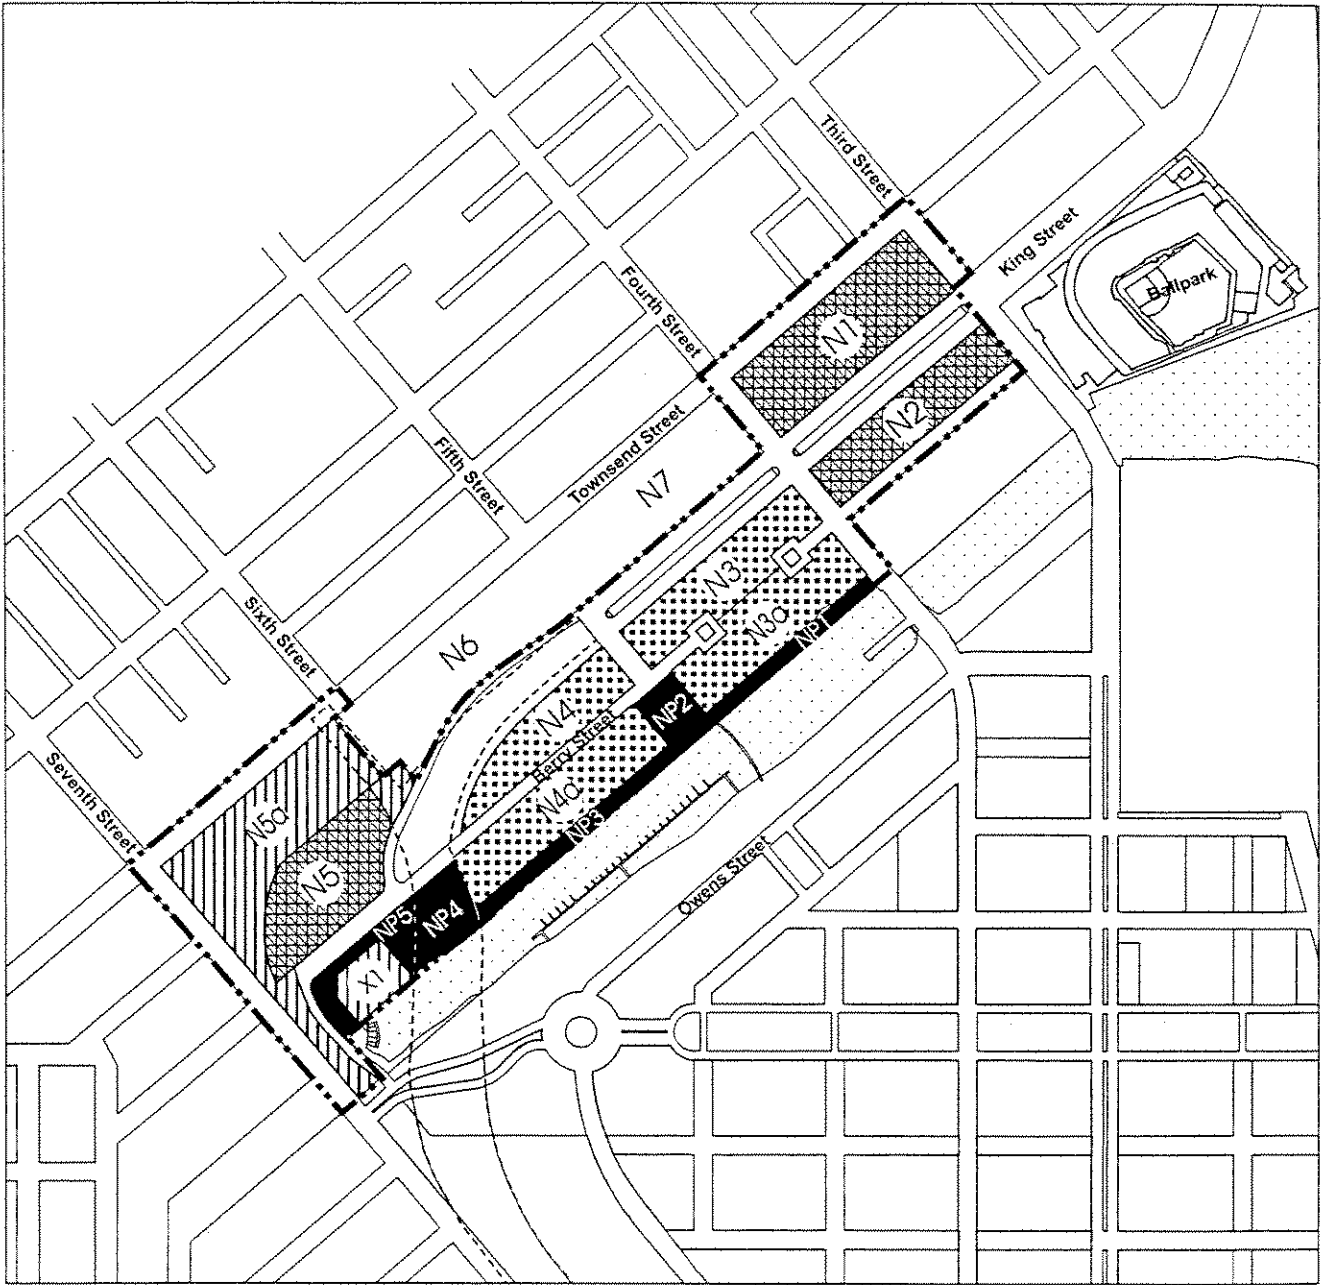 Third Street
King Street
Ballpark
Fourth Street
N1
N2
Townsend Street
Fifth Street
N7
N3
N3a
NP1
Sixth Street
N6
N4
NP2
Berry Street
N4a
NP3
Seventh Street
N5a
N5
Owens Street
NP5
NP4
X1